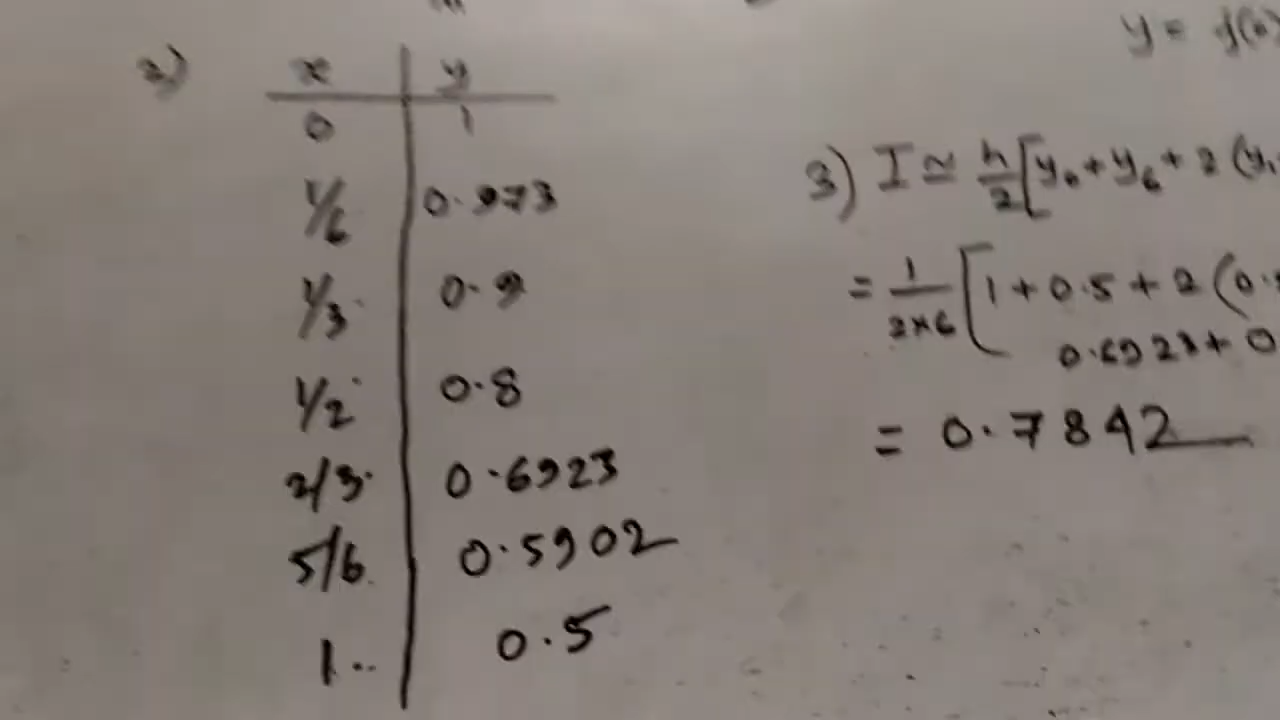 y = f(x)
2)
x y
0 1
1/6 0.973
1/3 0.9
1/2 0.8
2/3 0.6923
5/6 0.5902
1 0.5
3) I ≃ h/2 [y₀ + y₆ + 2 (y₁
= 1/2×6 [1 + 0.5 + 2 (0.
0.6923 + 0
= 0.7842